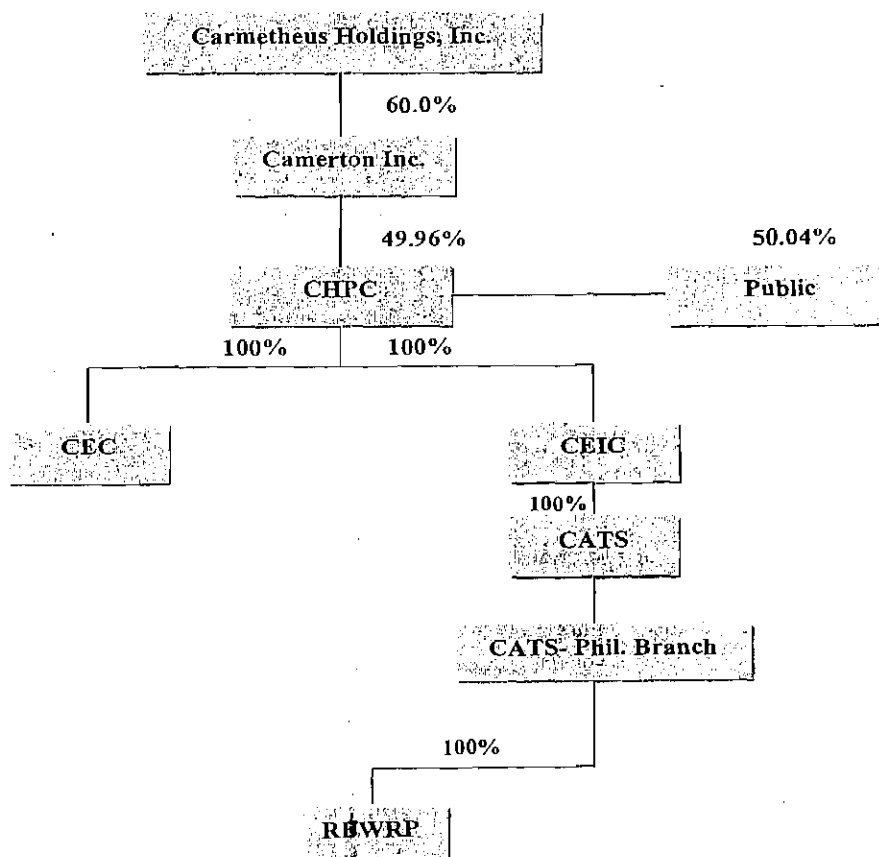 Carmetheus Holdings, Inc.
60.0%
Camerton Inc.
49.96%
50.04%
CHPC
Public
100%
100%
CEC
CEIC
100%
CATS
CATS- Phil. Branch
100%